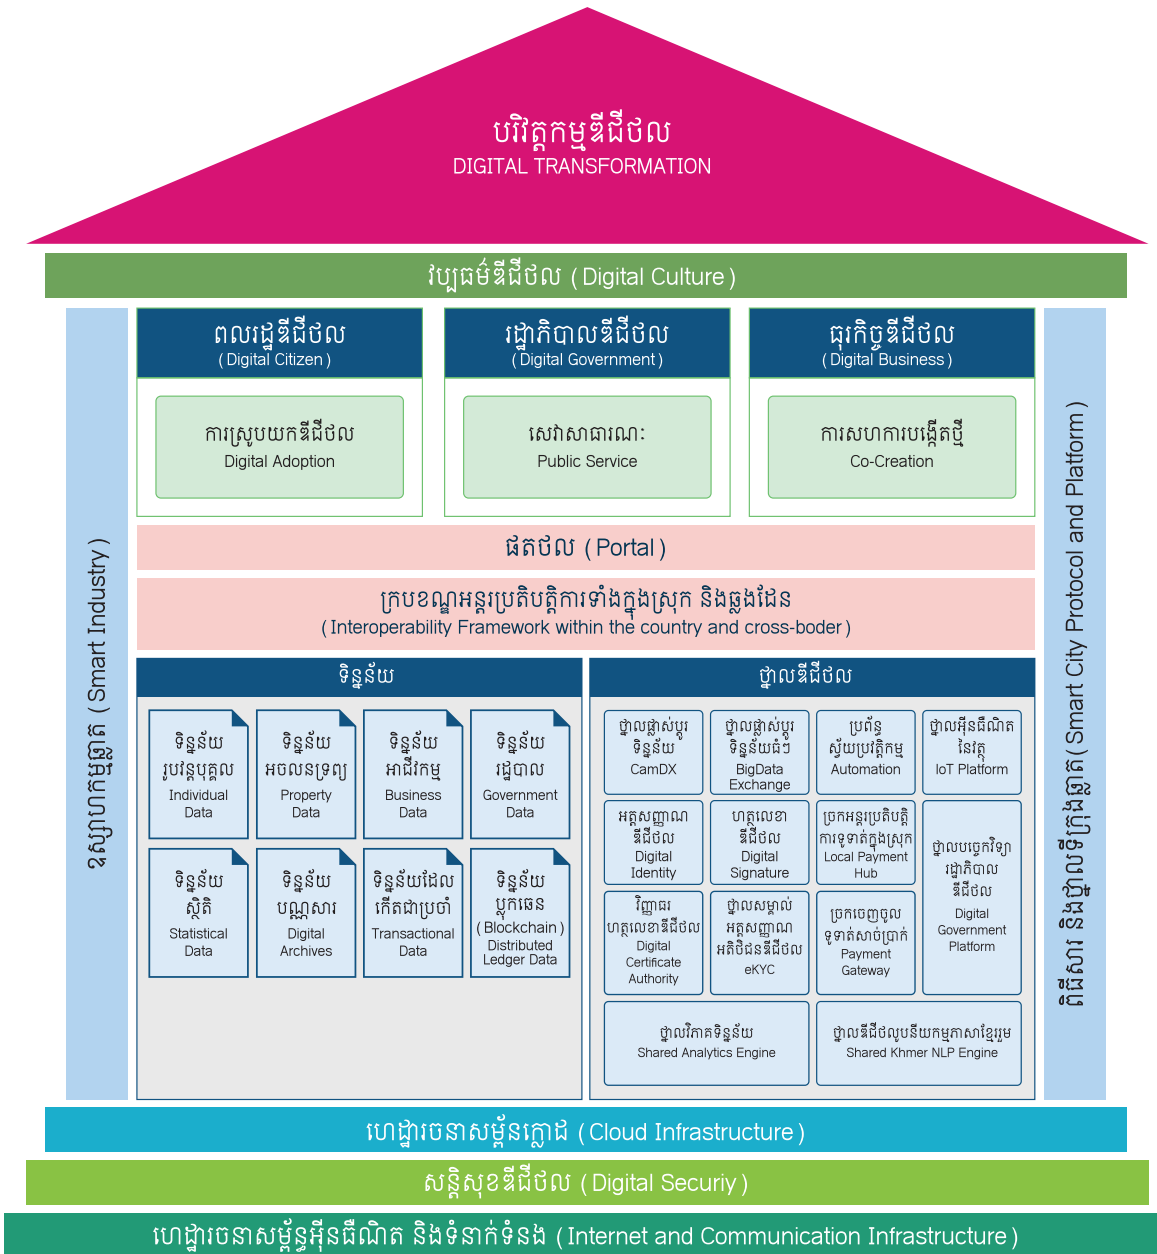 បរិវត្តកម្មឌីជីថល
DIGITAL TRANSFORMATION
វប្បធម៌ឌីជីថល (Digital Culture)
ពលរដ្ឋឌីជីថល
(Digital Citizen)
ការស្រូបយកឌីជីថល
Digital Adoption
រដ្ឋាភិបាលឌីជីថល
(Digital Government)
សេវាសាធារណៈ
Public Service
ធុរកិច្ចឌីជីថល
(Digital Business)
ការសហការបង្កើតថ្មី
Co-Creation
ឧស្សាហកម្មឆ្លាត (Smart Industry)
ពិធីសារ និងថ្នាលទីក្រុងឆ្លាត(Smart City Protocol and Platform)
ផតថល (Portal)
ក្របខណ្ឌអន្តរប្រតិបត្តិការទាំងក្នុងស្រុក និងឆ្លងដែន
(Interoperability Framework within the country and cross-boder)
ទិន្នន័យ
ទិន្នន័យ
រូបវន្តបុគ្គល
Individual
Data
ទិន្នន័យ
អចលនទ្រព្យ
Property
Data
ទិន្នន័យ
អាជីវកម្ម
Business
Data
ទិន្នន័យ
រដ្ឋបាល
Government
Data
ទិន្នន័យ
ស្ថិតិ
Statistical
Data
ទិន្នន័យ
បណ្ណសារ
Digital
Archives
ទិន្នន័យដែល
កើតជាប្រចាំ
Transactional
Data
ទិន្នន័យ
ប្លុកឆេន
(Blockchain)
Distributed
Ledger Data
ថ្នាលឌីជីថល
ថ្នាលផ្លាស់ប្តូរ
ទិន្នន័យ
CamDX
ថ្នាលផ្លាស់ប្តូរ
ទិន្នន័យធំៗ
BigData
Exchange
ប្រព័ន្ធ
ស្វ័យប្រវត្តិកម្ម
Automation
ថ្នាលអ៊ីនធឺណិត
នៃវត្ថុ
IoT Platform
អត្តសញ្ញាណ
ឌីជីថល
Digital
Identity
ហត្ថលេខា
ឌីជីថល
Digital
Signature
ច្រកអន្តរប្រតិបត្តិ
ការទូទាត់ក្នុងស្រុក
Local Payment
Hub
ថ្នាលបច្ចេកវិទ្យា
រដ្ឋាភិបាល
ឌីជីថល
Digital
Government
Platform
វិញ្ញាធរ
ហត្ថលេខាឌីជីថល
Digital
Certificate
Authority
ថ្នាលសម្គាល់
អត្តសញ្ញាណ
អតិថិជនឌីជីថល
eKYC
ច្រកចេញចូល
ទូទាត់សាច់ប្រាក់
Payment
Gateway
ថ្នាលវិភាគទិន្នន័យ
Shared Analytics Engine
ថ្នាលឌីជីថលូបនីយកម្មភាសាខ្មែររួម
Shared Khmer NLP Engine
ហេដ្ឋារចនាសម្ព័នក្លោដ (Cloud Infrastructure)
សន្តិសុខឌីជីថល (Digital Securiy)
ហេដ្ឋារចនាសម្ព័ន្ធអ៊ីនធឺណិត និងទំនាក់ទំនង (Internet and Communication Infrastructure)